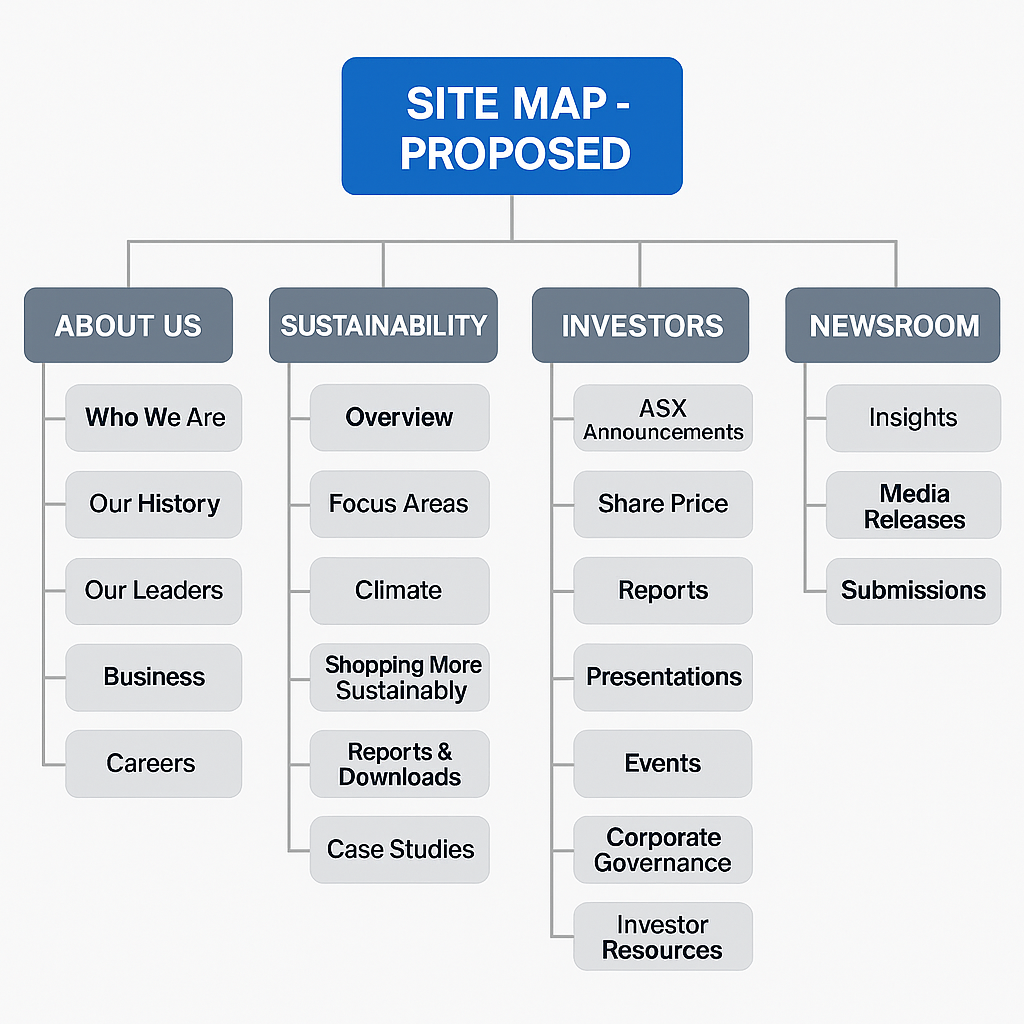 SITE MAP -
PROPOSED
ABOUT US
Who We Are
Our History
Our Leaders
Business
Careers
SUSTAINABILITY
Overview
Focus Areas
Climate
Shopping More
Sustainably
Reports &
Downloads
Case Studies
INVESTORS
ASX
Announcements
Share Price
Reports
Presentations
Events
Corporate
Governance
Investor
Resources
NEWSROOM
Insights
Media
Releases
Submissions